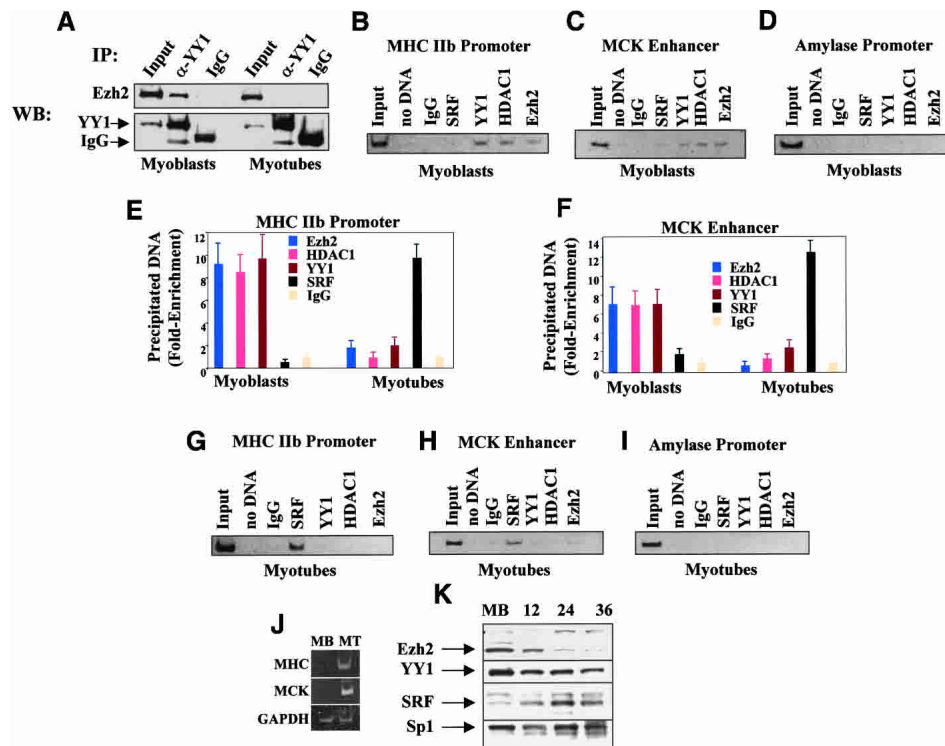 A
IP:
Input
α-YY1
IgG
Input
α-YY1
IgG
WB:
Ezh2
YY1
IgG
Myoblasts
Myotubes
B
MHC IIb Promoter
Input
no DNA
IgG
SRF
YY1
HDAC1
Ezh2
Myoblasts
C
MCK Enhancer
Input
no DNA
IgG
SRF
YY1
HDAC1
Ezh2
Myoblasts
D
Amylase Promoter
Input
no DNA
IgG
SRF
YY1
HDAC1
Ezh2
Myoblasts
E
MHC IIb Promoter
Precipitated DNA
(Fold-Enrichment)
12
10
8
6
4
2
0
Ezh2
HDAC1
YY1
SRF
IgG
Myoblasts
Myotubes
F
MCK Enhancer
Precipitated DNA
(Fold-Enrichment)
14
12
10
8
6
4
2
0
Ezh2
HDAC1
YY1
SRF
IgG
Myoblasts
Myotubes
G
MHC IIb Promoter
Input
no DNA
IgG
SRF
YY1
HDAC1
Ezh2
Myotubes
H
MCK Enhancer
Input
no DNA
IgG
SRF
YY1
HDAC1
Ezh2
Myotubes
I
Amylase Promoter
Input
no DNA
IgG
SRF
YY1
HDAC1
Ezh2
Myotubes
J
MB MT
MHC
MCK
GAPDH
K
MB 12 24 36
Ezh2
YY1
SRF
Sp1